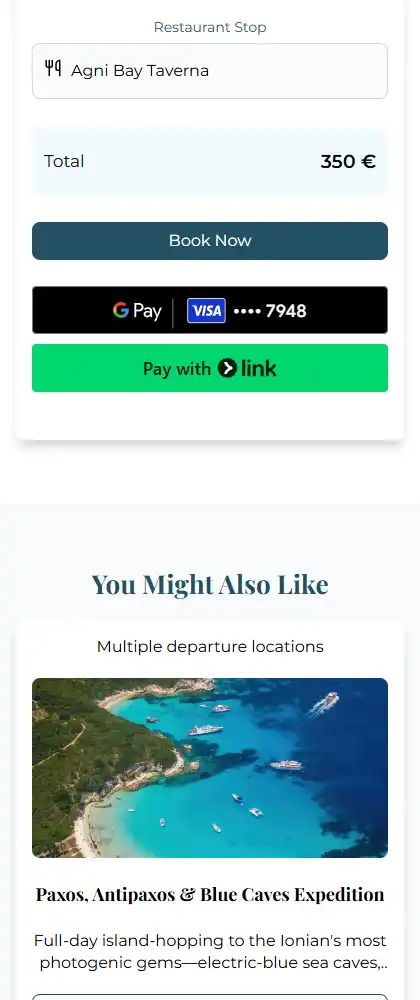 Restaurant Stop
Agni Bay Taverna
Total 350 €
Book Now
G Pay | VISA •••• 7948
Pay with link
You Might Also Like
Multiple departure locations
Paxos, Antipaxos & Blue Caves Expedition
Full-day island-hopping to the Ionian's most
photogenic gems—electric-blue sea caves,..